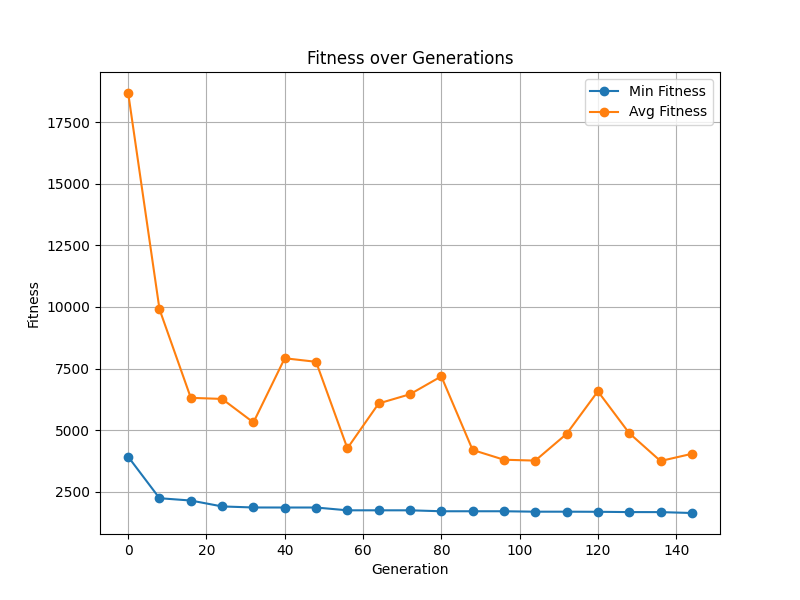 Fitness over Generations
Min Fitness
Avg Fitness
17500
15000
12500
10000
7500
5000
2500
Fitness
0 20 40 60 80 100 120 140
Generation